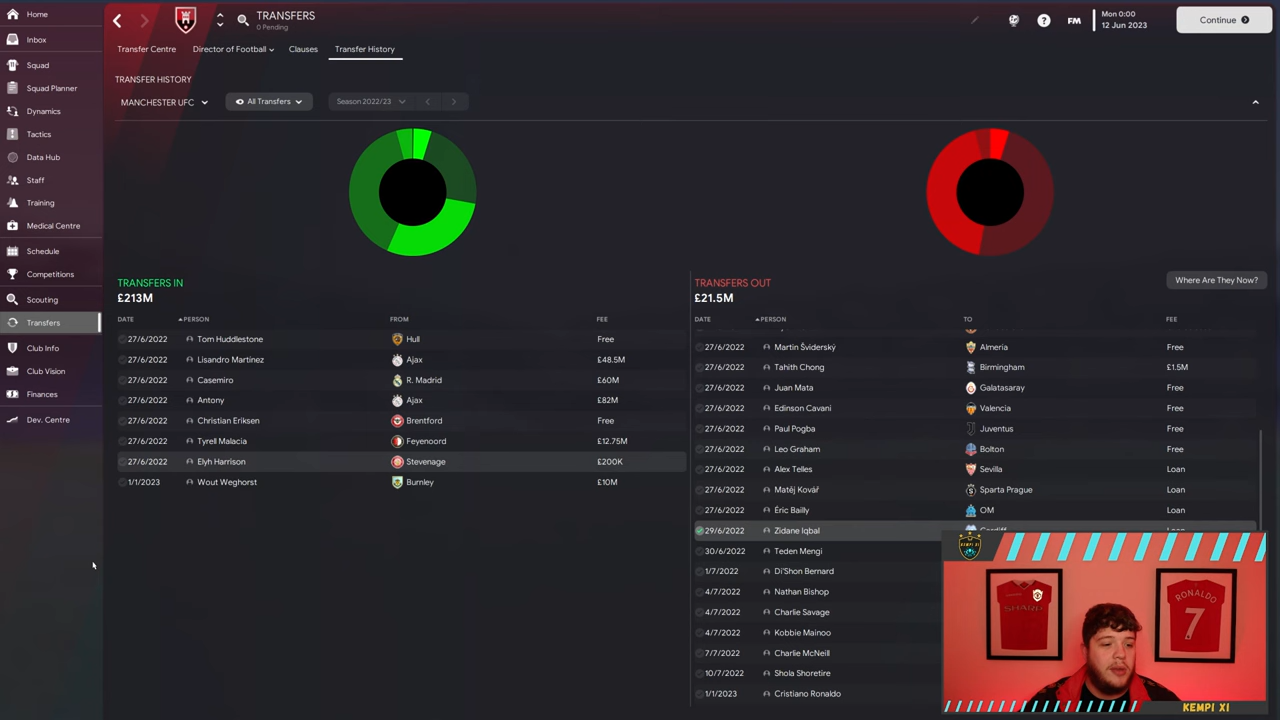 Home
Inbox
Squad
Squad Planner
Dynamics
Tactics
Data Hub
Staff
Training
Medical Centre
Schedule
Competitions
Scouting
Transfers
Club Info
Club Vision
Finances
Dev. Centre
TRANSFERS
0 Pending
FM
Mon 0:00
12 Jun 2023
Continue
Transfer Centre Director of Football Clauses Transfer History
TRANSFER HISTORY
MANCHESTER UFC All Transfers Season 2022/23
TRANSFERS IN
£213M
DATE PERSON FROM FEE
27/6/2022 Tom Huddlestone Hull Free
27/6/2022 Lisandro Martínez Ajax £48.5M
27/6/2022 Casemiro R. Madrid £60M
27/6/2022 Antony Ajax £82M
27/6/2022 Christian Eriksen Brentford Free
27/6/2022 Tyrell Malacia Feyenoord £12.75M
27/6/2022 Elyh Harrison Stevenage £200K
1/1/2023 Wout Weghorst Burnley £10M
TRANSFERS OUT
£21.5M
Where Are They Now?
DATE PERSON TO FEE
27/6/2022 Martin Šviderský Almería Free
27/6/2022 Tahith Chong Birmingham £1.5M
27/6/2022 Juan Mata Galatasaray Free
27/6/2022 Edinson Cavani Valencia Free
27/6/2022 Paul Pogba Juventus Free
27/6/2022 Leo Graham Bolton Free
27/6/2022 Alex Telles Sevilla Loan
27/6/2022 Matěj Kovář Sparta Prague Loan
27/6/2022 Éric Bailly OM Loan
29/6/2022 Zidane Iqbal Cardiff Loan
30/6/2022 Teden Mengi
1/7/2022 Di'Shon Bernard
4/7/2022 Nathan Bishop
4/7/2022 Charlie Savage
4/7/2022 Kobbie Mainoo
7/7/2022 Charlie McNeill
10/7/2022 Shola Shoretire
1/1/2023 Cristiano Ronaldo
KEMPI XI
SHARP
RONALDO
7
KEMPI XI